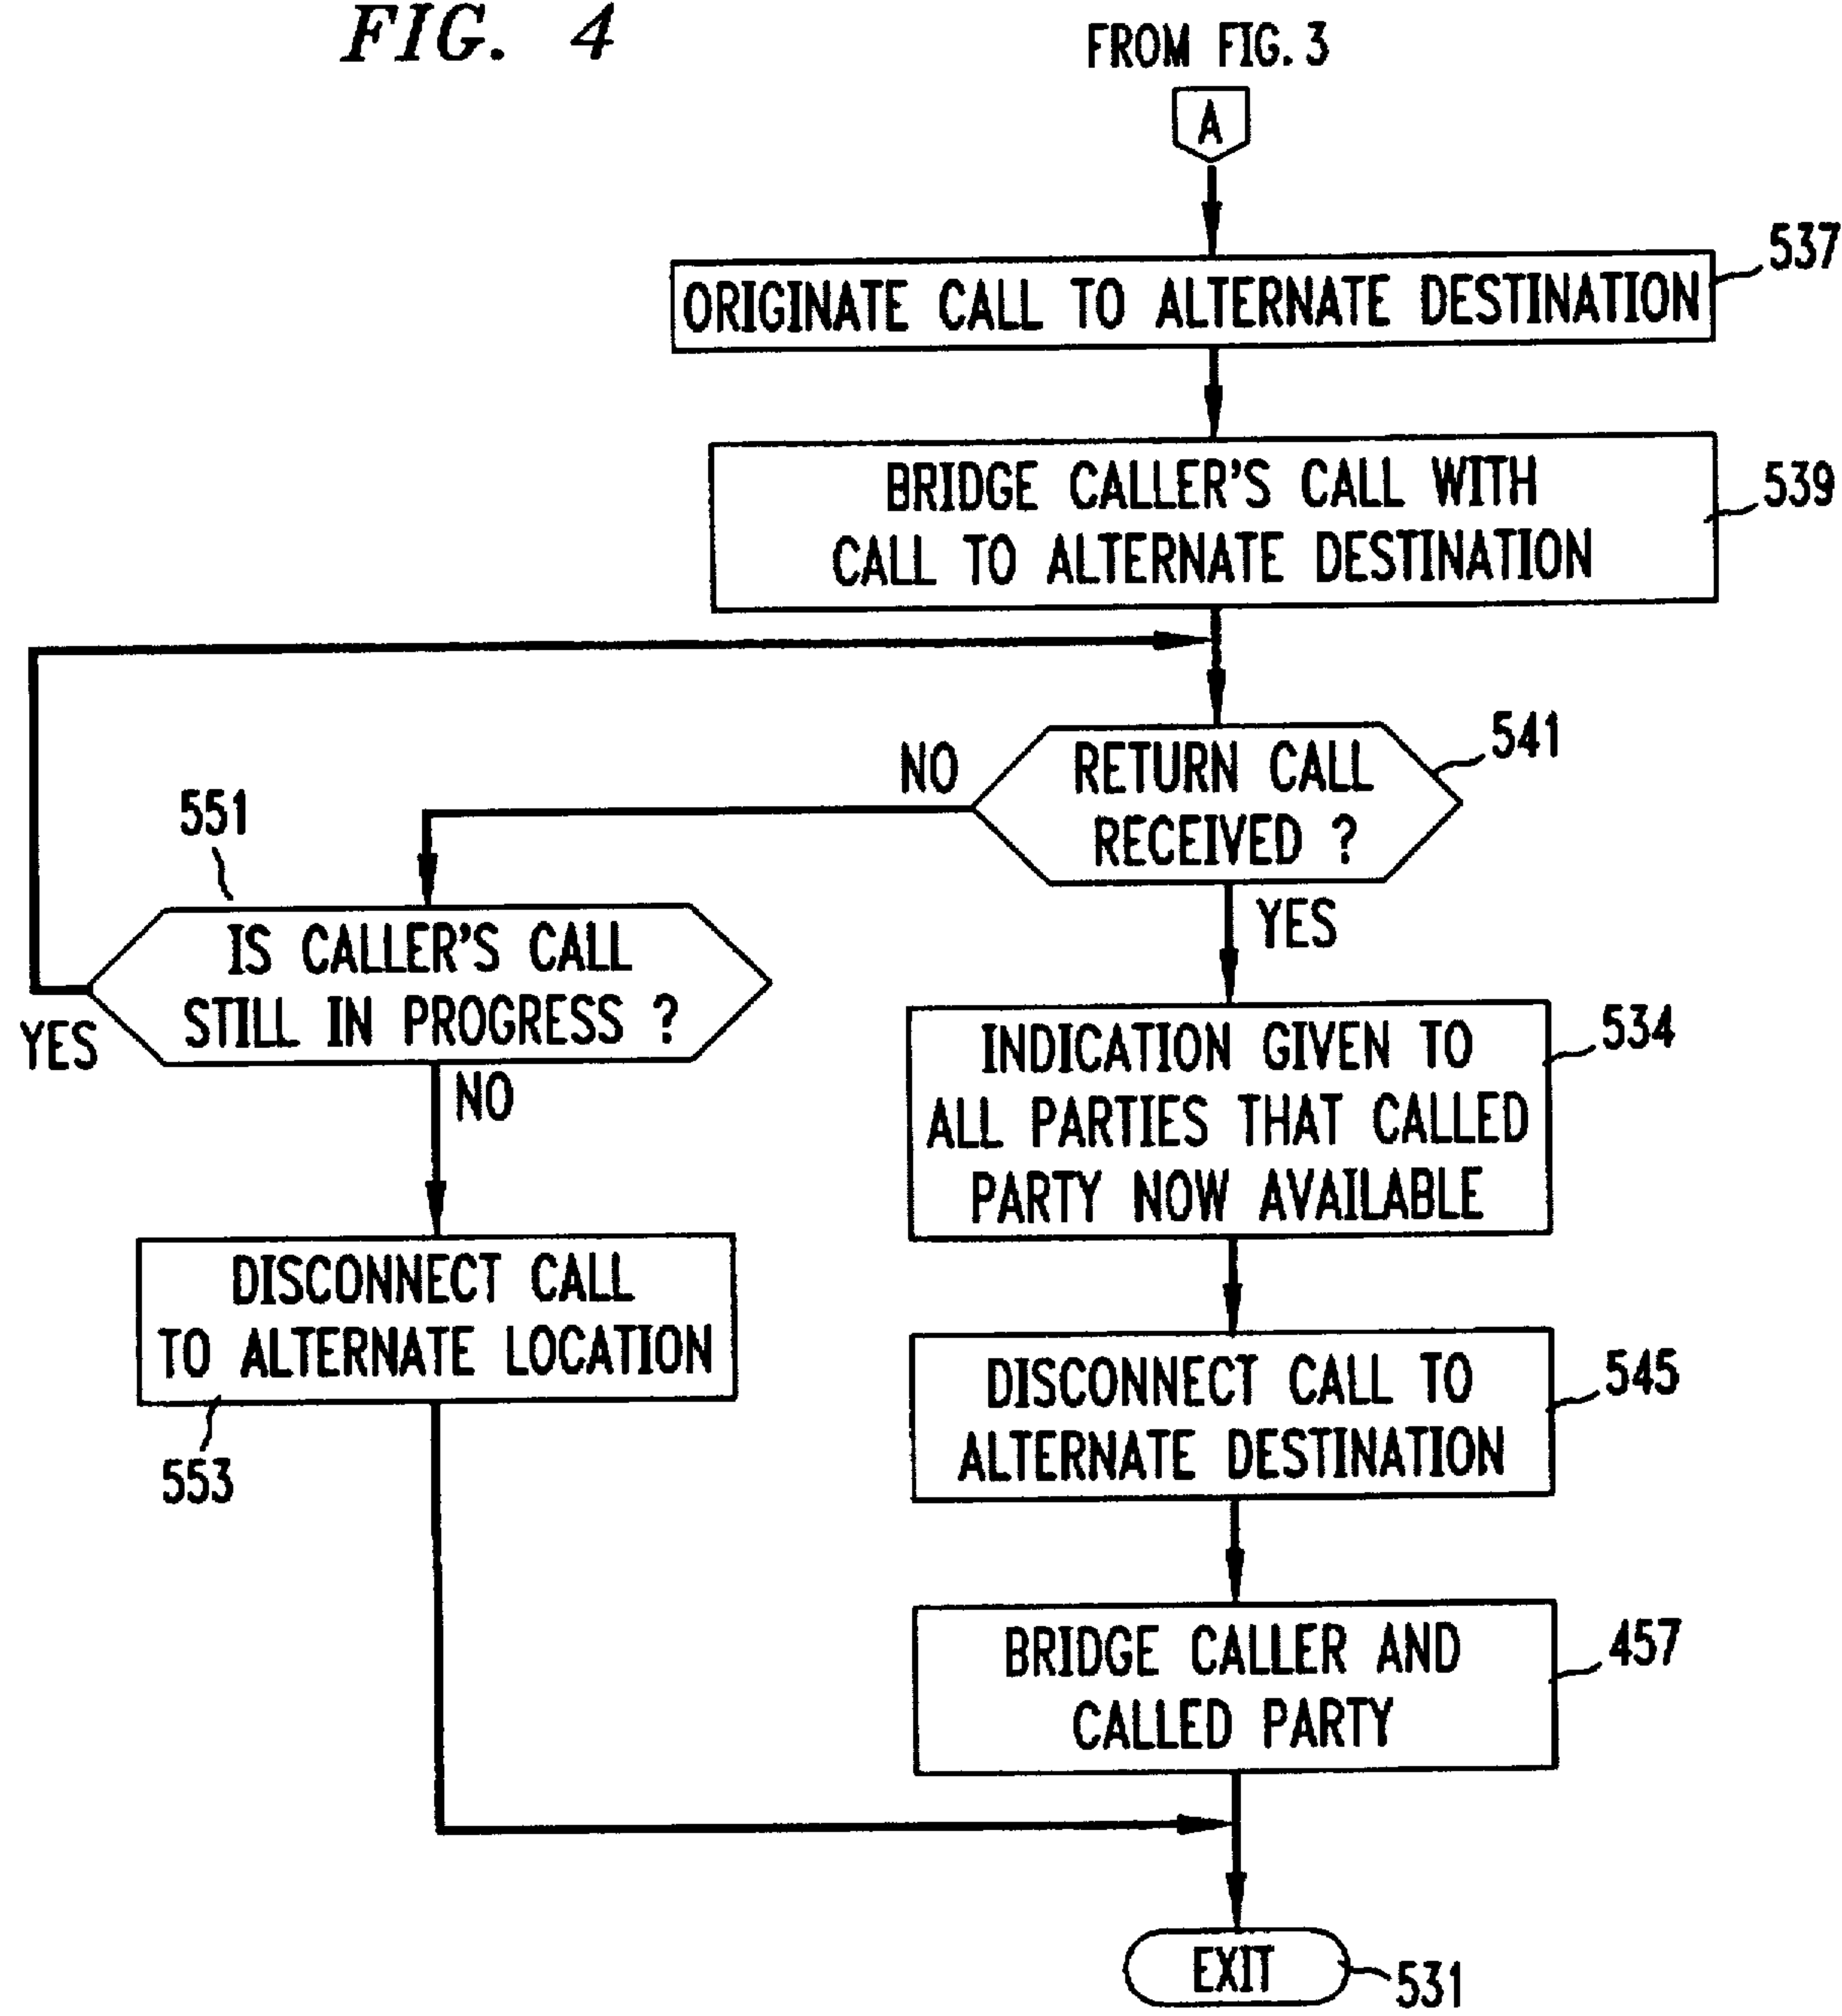 FIG. 4
FROM FIG. 3
A
537
ORIGINATE CALL TO ALTERNATE DESTINATION
539
BRIDGE CALLER'S CALL WITH
CALL TO ALTERNATE DESTINATION
541
NO
RETURN CALL
RECEIVED ?
YES
551
IS CALLER'S CALL
STILL IN PROGRESS ?
YES
NO
534
INDICATION GIVEN TO
ALL PARTIES THAT CALLED
PARTY NOW AVAILABLE
DISCONNECT CALL
TO ALTERNATE LOCATION
553
545
DISCONNECT CALL TO
ALTERNATE DESTINATION
457
BRIDGE CALLER AND
CALLED PARTY
EXIT
531